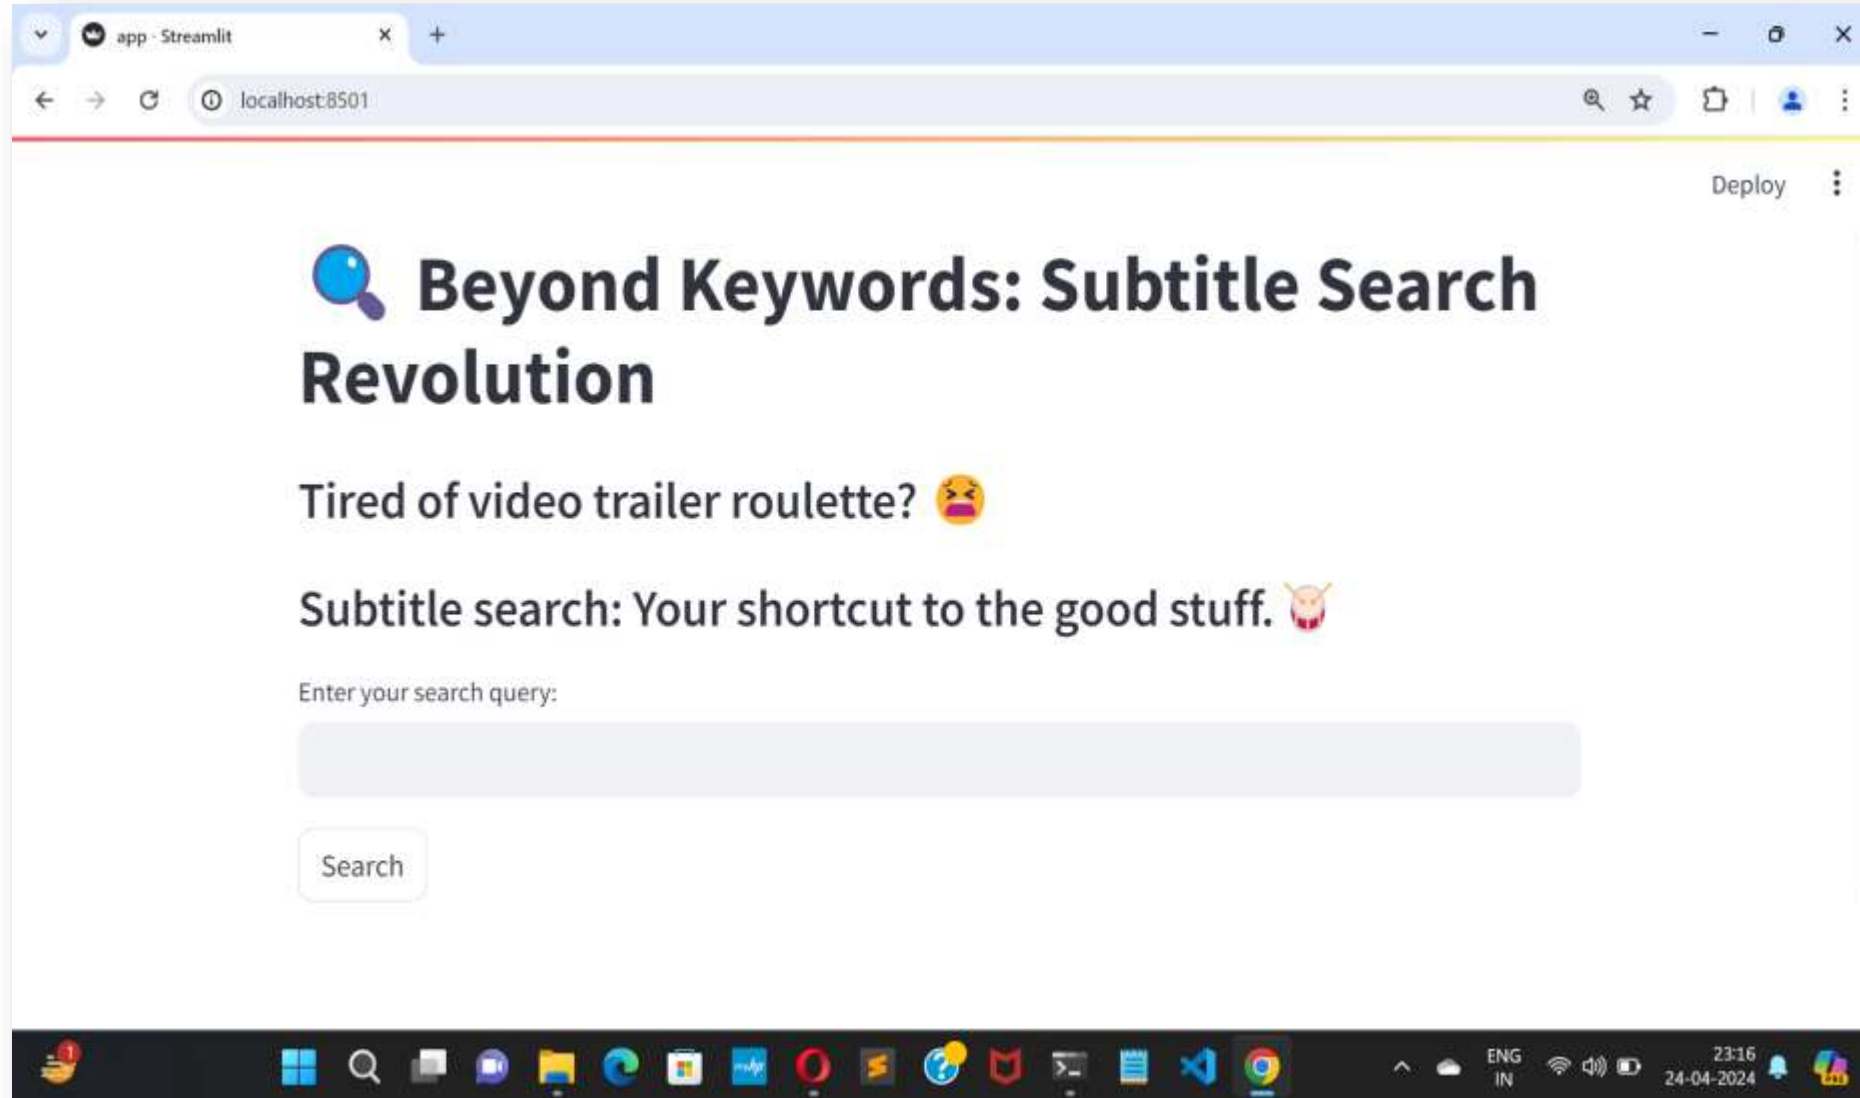 app · Streamlit
localhost:8501
Deploy
Beyond Keywords: Subtitle Search
Revolution
Tired of video trailer roulette?
Subtitle search: Your shortcut to the good stuff.
Enter your search query:
Search
1
ENG
IN
23:16
24-04-2024